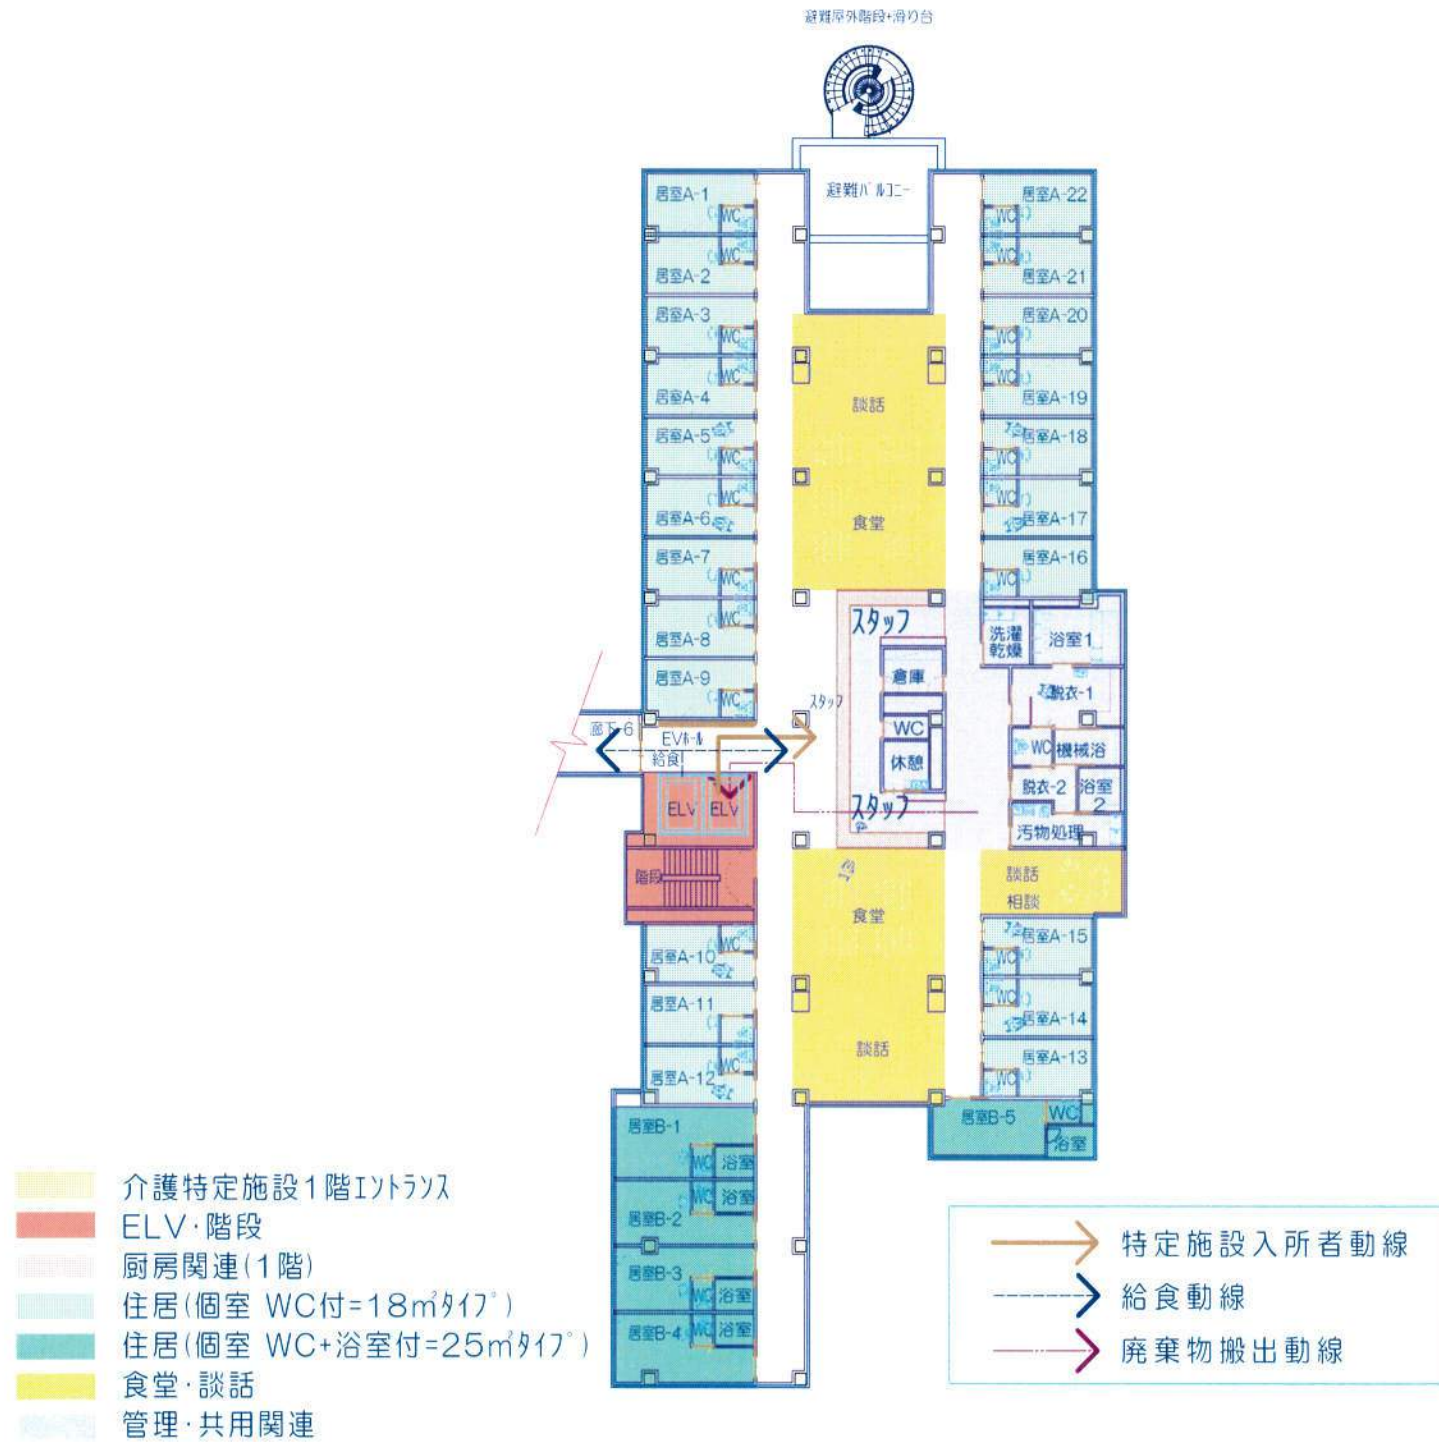 避難屋外階段+滑り台
避難バルコニー
居室A-1
WC
居室A-22
WC
WC
居室A-2
WC
居室A-21
居室A-3
WC
居室A-20
WC
WC
居室A-4
WC
居室A-19
談話
居室A-5
WC
居室A-18
WC
WC
居室A-6
WC
居室A-17
食堂
居室A-7
WC
居室A-16
WC
WC
居室A-8
スタッフ
洗濯
乾燥
浴室1
居室A-9
WC
倉庫
脱衣-1
スタッフ
廊下-6
EVホール
給食
WC
WC
機械浴
休憩
脱衣-2
浴室
2
ELV
ELV
スタッフ
汚物処理
階段
談話
相談
食堂
WC
居室A-10
居室A-15
WC
居室A-11
WC
居室A-14
談話
WC
居室A-12
居室A-13
WC
居室B-1
WC
浴室
居室B-5
WC
浴室
WC
浴室
居室B-2
居室B-3
WC
浴室
居室B-4
WC
浴室
介護特定施設1階エントランス
ELV・階段
厨房関連(1階)
住居(個室 WC付=18㎡タイプ)
住居(個室 WC+浴室付=25㎡タイプ)
食堂・談話
管理・共用関連
特定施設入所者動線
給食動線
廃棄物搬出動線